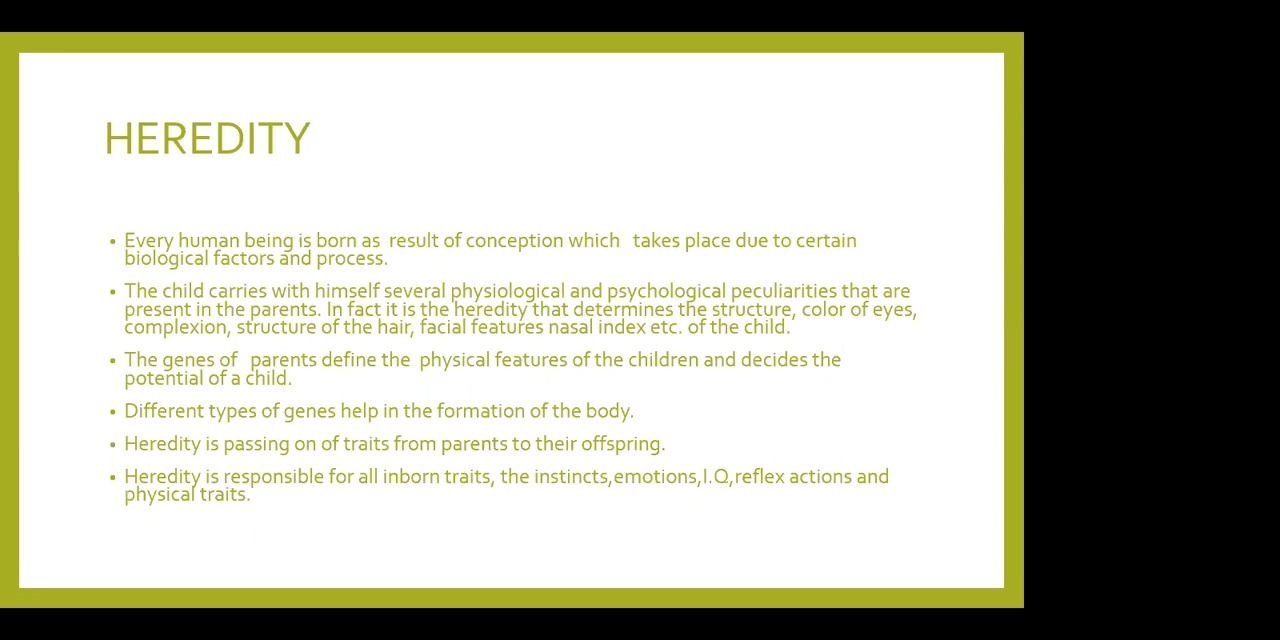 HEREDITY
• Every human being is born as  result of conception which   takes place due to certain
biological factors and process.
• The child carries with himself several physiological and psychological peculiarities that are
present in the parents. In fact it is the heredity that determines the structure, color of eyes,
complexion, structure of the hair, facial features nasal index etc. of the child.
• The genes of   parents define the  physical features of the children and decides the
potential of a child.
• Different types of genes help in the formation of the body.
• Heredity is passing on of traits from parents to their offspring.
• Heredity is responsible for all inborn traits, the instincts,emotions,I.Q,reflex actions and
physical traits.